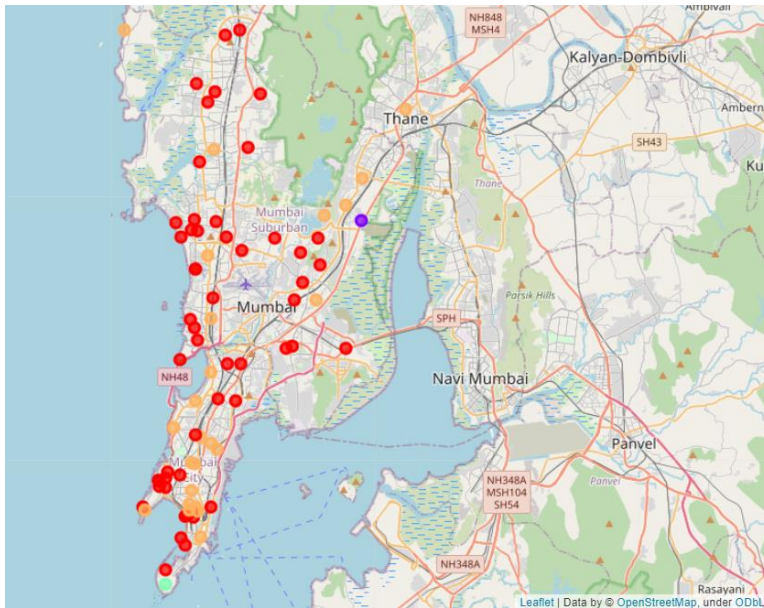 NH848
MSH4
Ambivali
Kalyan-Dombivli
Ambern
Thane
SH43
Ku
Thane
Mumbai
Suburban
Parsik Hills
Mumbai
SPH
NH48
Navi Mumbai
Panvel
Mumbai
City
NH348A
MSH104
SH54
Panvel
NH348A
Rasayani
Leaflet | Data by © OpenStreetMap, under ODbL